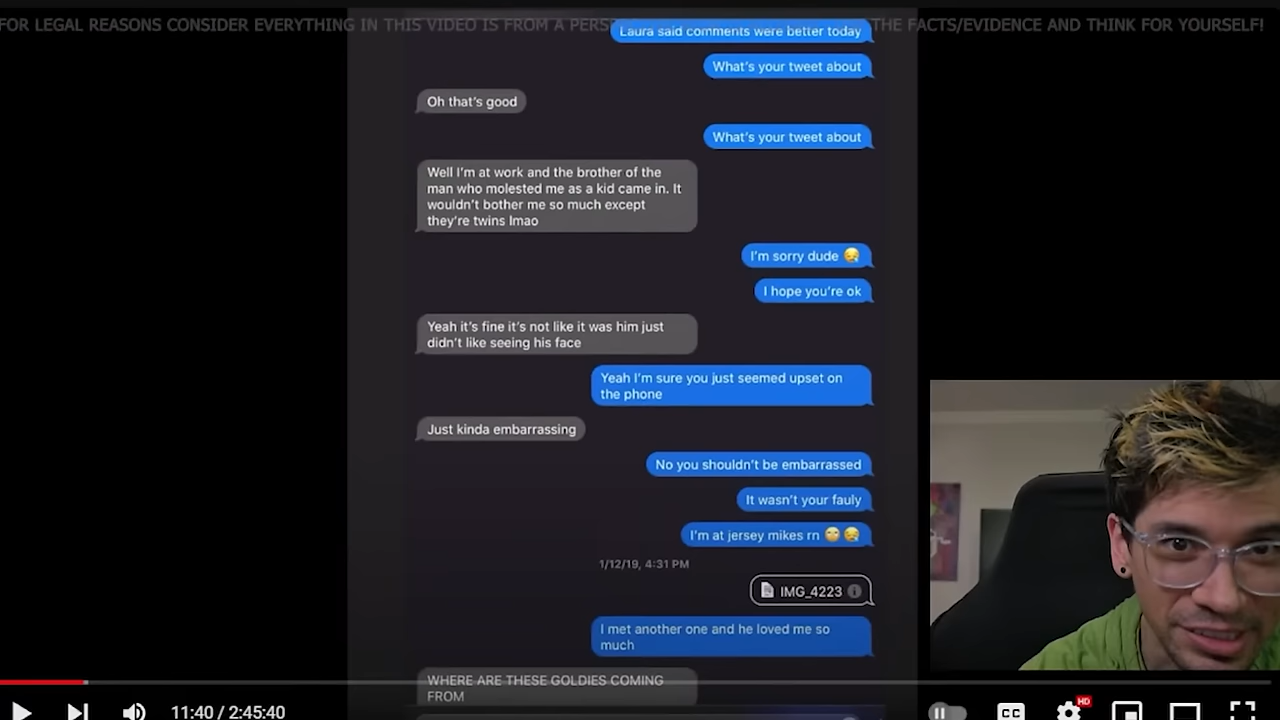 FOR LEGAL REASONS CONSIDER EVERYTHING IN THIS VIDEO IS FROM A PERS THE FACTS/EVIDENCE AND THINK FOR YOURSELF!
Laura said comments were better today
What's your tweet about
Oh that's good
What's your tweet about
Well I'm at work and the brother of the
man who molested me as a kid came in. It
wouldn't bother me so much except
they're twins lmao
I'm sorry dude 😪
I hope you're ok
Yeah it's fine it's not like it was him just
didn't like seeing his face
Yeah I'm sure you just seemed upset on
the phone
Just kinda embarrassing
No you shouldn't be embarrassed
It wasn't your fauly
I'm at jersey mikes rn 🙄😪
1/12/19, 4:31 PM
IMG_4223
I met another one and he loved me so
much
WHERE ARE THESE GOLDIES COMING
FROM
11:40 / 2:45:40
CC
HD